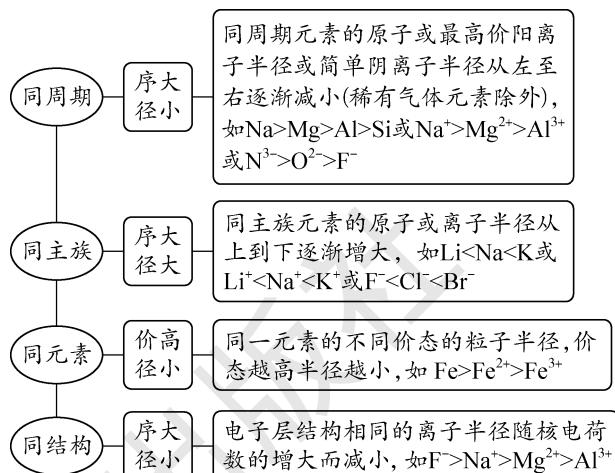 同周期
序大
径小
同周期元素的原子或最高价阳离
子半径或简单阴离子半径从左至
右逐渐减小(稀有气体元素除外),
如Na>Mg>Al>Si或Na⁺>Mg²⁺>Al³⁺
或N³⁻>O²⁻>F⁻
同主族
序大
径大
同主族元素的原子或离子半径从
上到下逐渐增大，如Li<Na<K或
Li⁺<Na⁺<K⁺或F⁻<Cl⁻<Br⁻
同元素
价高
径小
同一元素的不同价态的粒子半径,价
态越高半径越小,如 Fe>Fe²⁺>Fe³⁺
同结构
序大
径小
电子层结构相同的离子半径随核电荷
数的增大而减小,如F⁻>Na⁺>Mg²⁺>Al³⁺
出版社